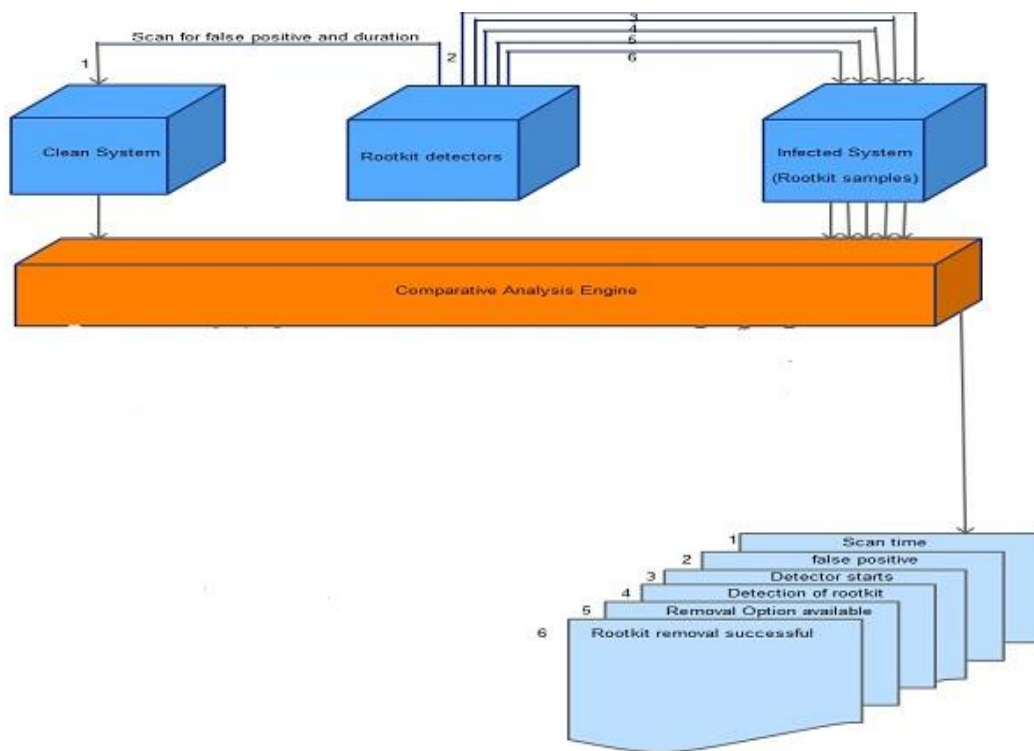 3
4
Scan for false positive and duration
5
1
2
6
Clean System
Rootkit detectors
Infected System
(Rootkit samples)
Comparative Analysis Engine
1 Scan time
2 false positive
3 Detector starts
4 Detection of rootkit
5 Removal Option available
6 Rootkit removal successful